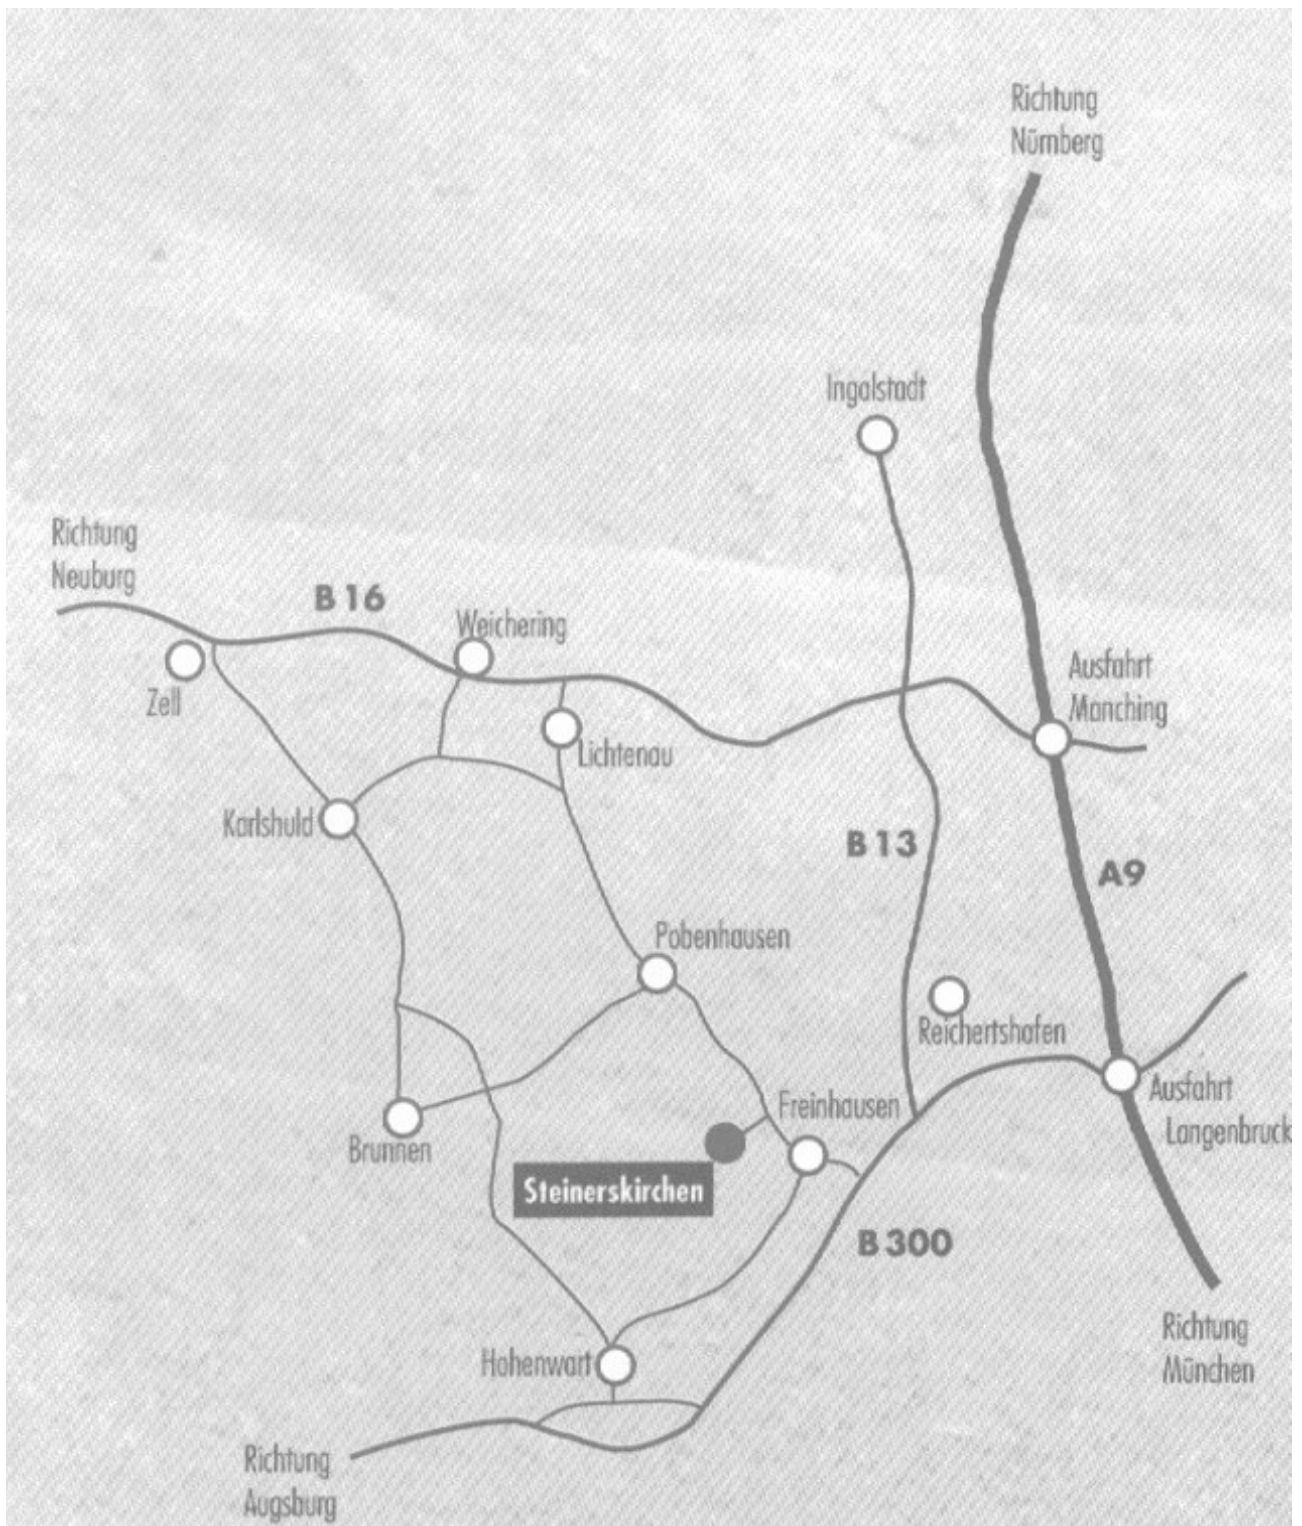 Richtung
Nürnberg
Ingolstadt
Richtung
Neuburg
B 16
Weichering
Ausfahrt
Manching
Zell
Lichtenau
Karlshuld
B 13
A9
Pobenhausen
Reichertshofen
Freinhausen
Ausfahrt
Langenbruck
Brunnen
Steinerskirchen
B 300
Richtung
München
Hohenwart
Richtung
Augsburg